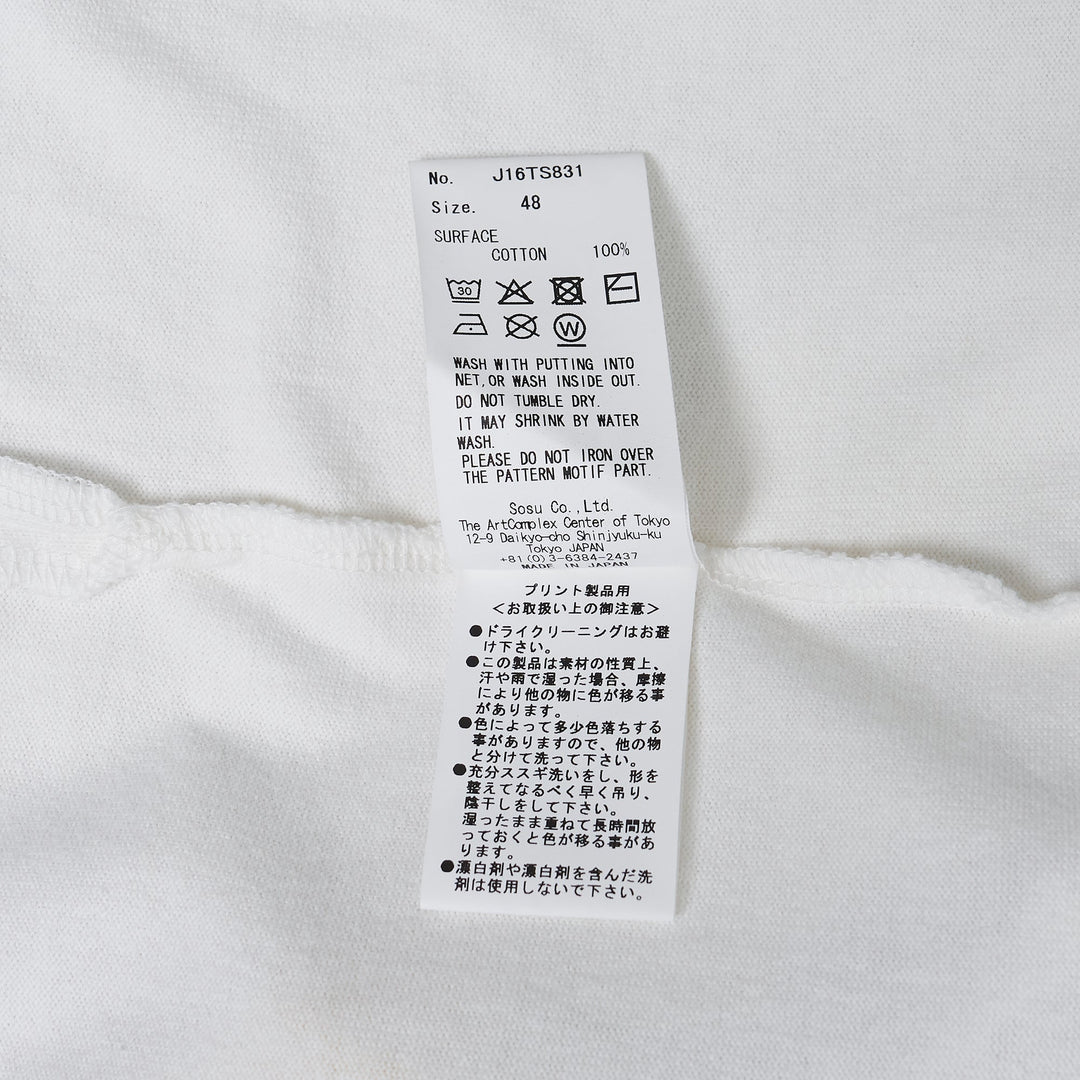 No. J16TS831
Size. 48
SURFACE
COTTON 100%
30
W
WASH WITH PUTTING INTO
NET,OR WASH INSIDE OUT.
DO NOT TUMBLE DRY.
IT MAY SHRINK BY WATER
WASH.
PLEASE DO NOT IRON OVER
THE PATTERN MOTIF PART.
Sosu Co.,Ltd.
The ArtComplex Center of Tokyo
12-9 Daikyo-cho Shinjyuku-ku
Tokyo JAPAN
+81(0)3-6384-2437
MADE IN JAPAN
プリント製品用
<お取扱い上の御注意>
●ドライクリーニングはお避
け下さい。
●この製品は素材の性質上、
汗や雨で湿った場合、摩擦
により他の物に色が移る事
があります。
●色によって多少色落ちする
事がありますので、他の物
と分けて洗って下さい。
●充分ススギ洗いをし、形を
整えてなるべく早く吊り、
陰干しをして下さい。
湿ったまま重ねて長時間放
っておくと色が移る事があ
ります。
●漂白剤や漂白剤を含んだ洗
剤は使用しないで下さい。